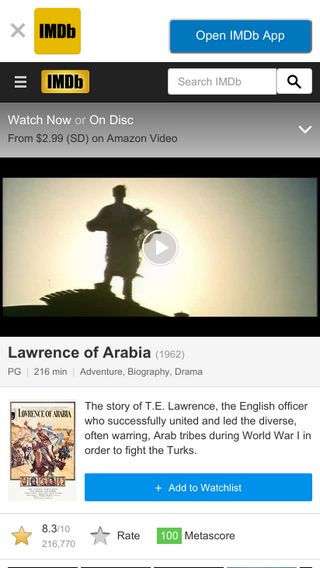 IMDb
Open IMDb App
IMDb
Search IMDb
Watch Now or On Disc
From $2.99 (SD) on Amazon Video
Lawrence of Arabia (1962)
PG | 216 min | Adventure, Biography, Drama
LAWRENCE OF ARABIA
The story of T.E. Lawrence, the English officer
who successfully united and led the diverse,
often warring, Arab tribes during World War I in
order to fight the Turks.
+ Add to Watchlist
8.3/10
216,770
Rate
100 Metascore